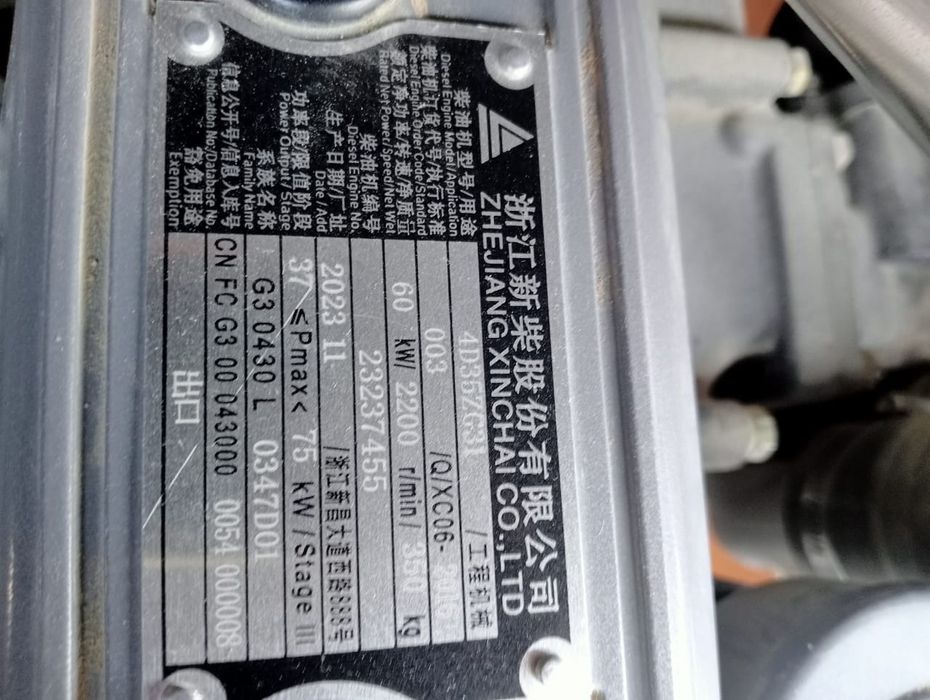 浙江新柴股份有限公司
ZHEJIANG XINCHAI CO.,LTD
柴油机型号/用途 4D35ZG31 /工程机械
Diesel Engine Model/Application
柴油机订货代号/执行标准 003 /Q/XC06-
Diesel Engine Order Code/Standard
额定净功率/转速/净质量 60 kW/ 2200 r/min/ 350 kg
Rated Net Power/Speed/Net Wet
柴油机编号 23237455
Diesel Engine No.
生产日期/厂址 2023 11 /浙江新昌大道西路888号
Date/Add
功率段/限值阶段 37 ≤Pmax< 75 kW/Stage III
Power Output/Stage
系族名称 G3 0430 L 0347D01
Family Name
信息公开号/信息入库号 CN FC G3 00 043000 0054 000008
Publication No/Database No.
豁免用途 出口
Exemption